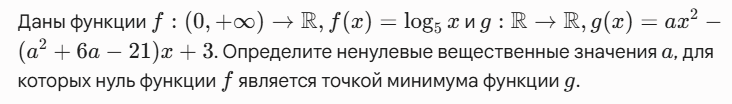 Даны функции $f : (0, +\infty) \to \mathbb{R}, f(x) = \log_5 x$ и $g : \mathbb{R} \to \mathbb{R}, g(x) = ax^2 -$
$(a^2 + 6a - 21)x + 3$. Определите ненулевые вещественные значения $a$, для
которых нуль функции $f$ является точкой минимума функции $g$.